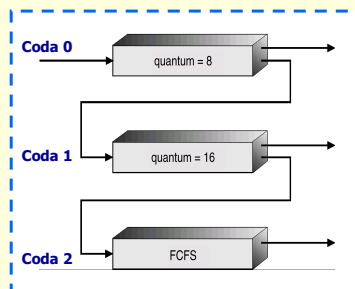 Coda 0
quantum = 8
Coda 1
quantum = 16
Coda 2
FCFS